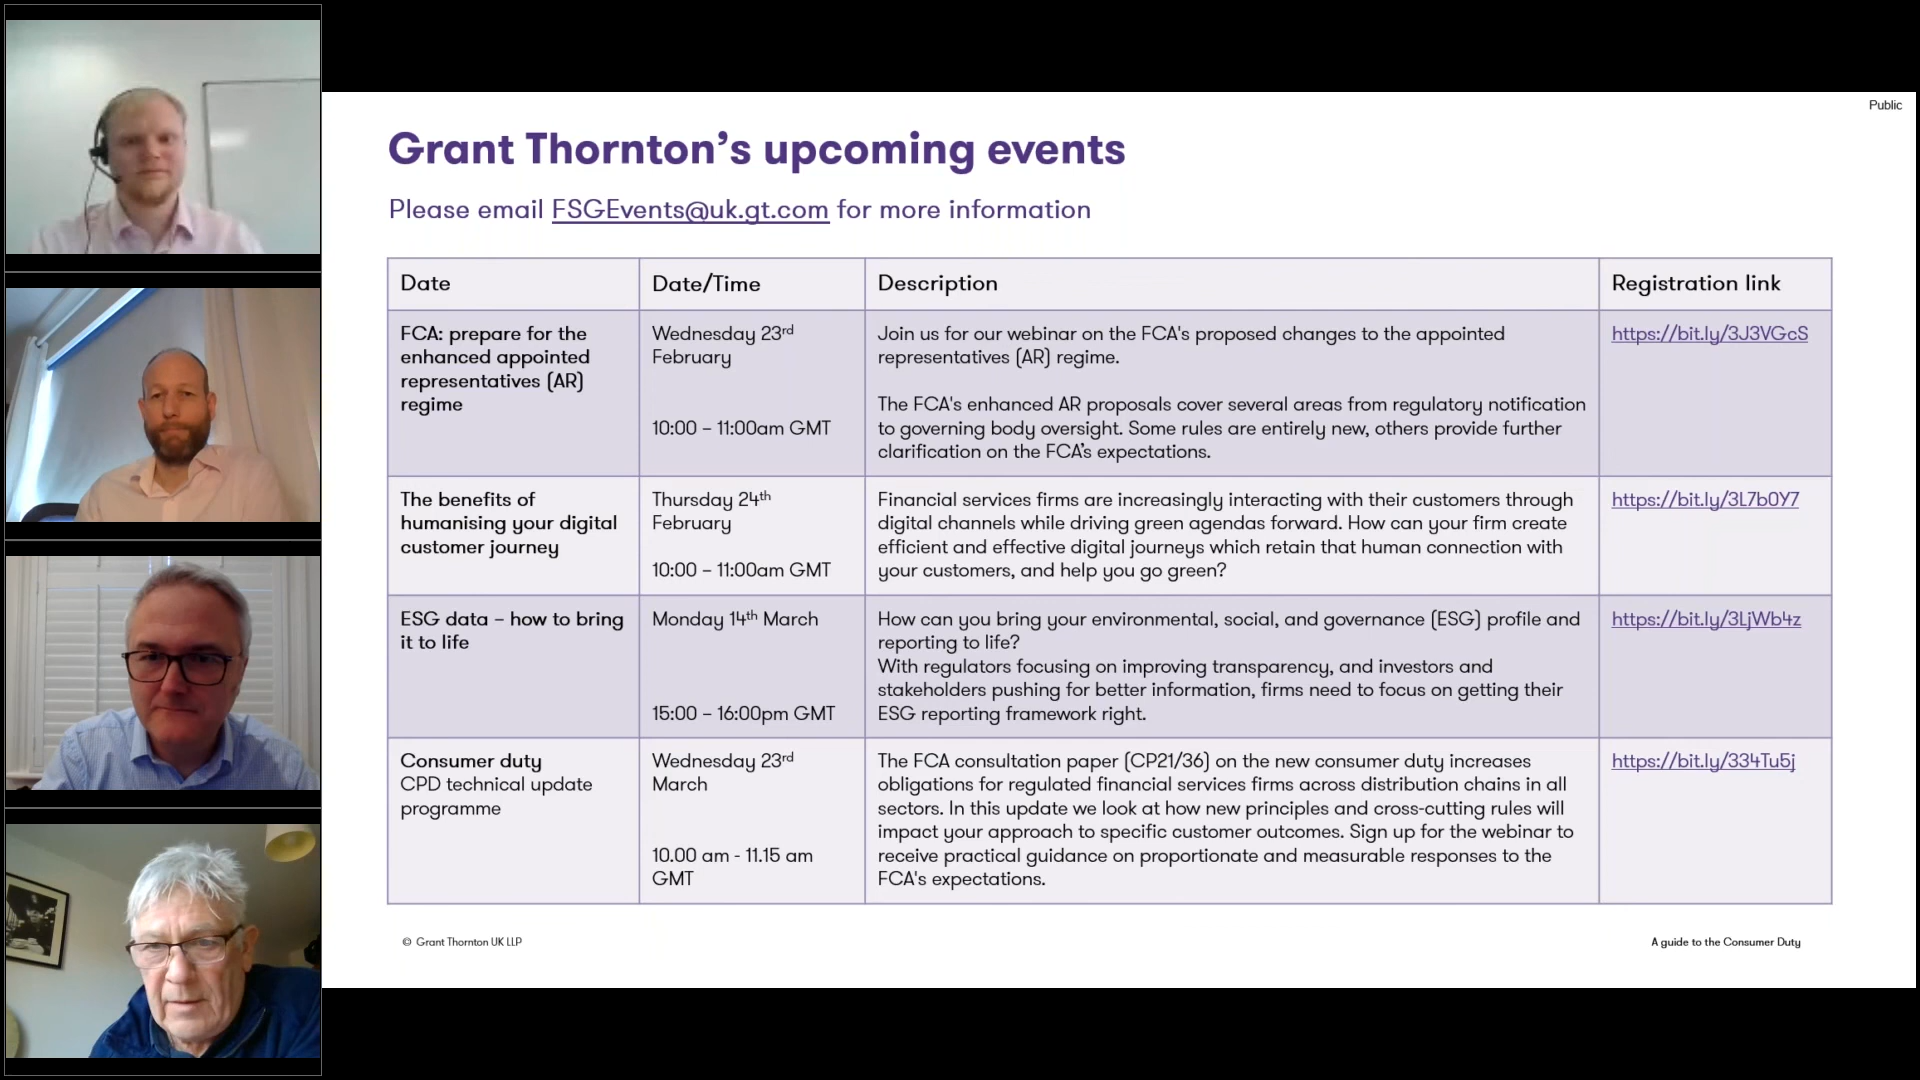 Public
Grant Thornton’s upcoming events
Please email FSGEvents@uk.gt.com for more information
Date
Date/Time
Description
Registration link
FCA: prepare for the
enhanced appointed
representatives (AR)
regime
Wednesday 23rd
February
10:00 – 11:00am GMT
Join us for our webinar on the FCA's proposed changes to the appointed
representatives (AR) regime.
The FCA's enhanced AR proposals cover several areas from regulatory notification
to governing body oversight. Some rules are entirely new, others provide further
clarification on the FCA’s expectations.
https://bit.ly/3J3VGcS
The benefits of
humanising your digital
customer journey
Thursday 24th
February
10:00 – 11:00am GMT
Financial services firms are increasingly interacting with their customers through
digital channels while driving green agendas forward. How can your firm create
efficient and effective digital journeys which retain that human connection with
your customers, and help you go green?
https://bit.ly/3L7b0Y7
ESG data – how to bring
it to life
Monday 14th March
15:00 – 16:00pm GMT
How can you bring your environmental, social, and governance (ESG) profile and
reporting to life?
With regulators focusing on improving transparency, and investors and
stakeholders pushing for better information, firms need to focus on getting their
ESG reporting framework right.
https://bit.ly/3LjWb4z
Consumer duty
CPD technical update
programme
Wednesday 23rd
March
10.00 am - 11.15 am
GMT
The FCA consultation paper (CP21/36) on the new consumer duty increases
obligations for regulated financial services firms across distribution chains in all
sectors. In this update we look at how new principles and cross-cutting rules will
impact your approach to specific customer outcomes. Sign up for the webinar to
receive practical guidance on proportionate and measurable responses to the
FCA's expectations.
https://bit.ly/334Tu5j
© Grant Thornton UK LLP
A guide to the Consumer Duty